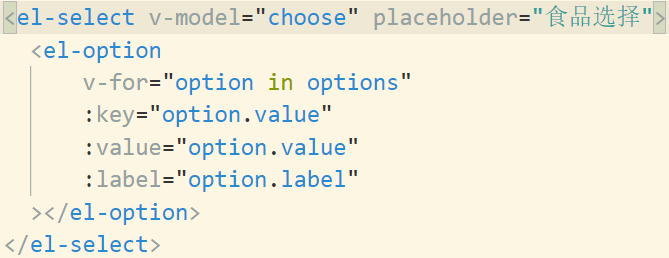 <el-select v-model="choose" placeholder="食品选择">
<el-option
v-for="option in options"
:key="option.value"
:value="option.value"
:label="option.label"
></el-option>
</el-select>